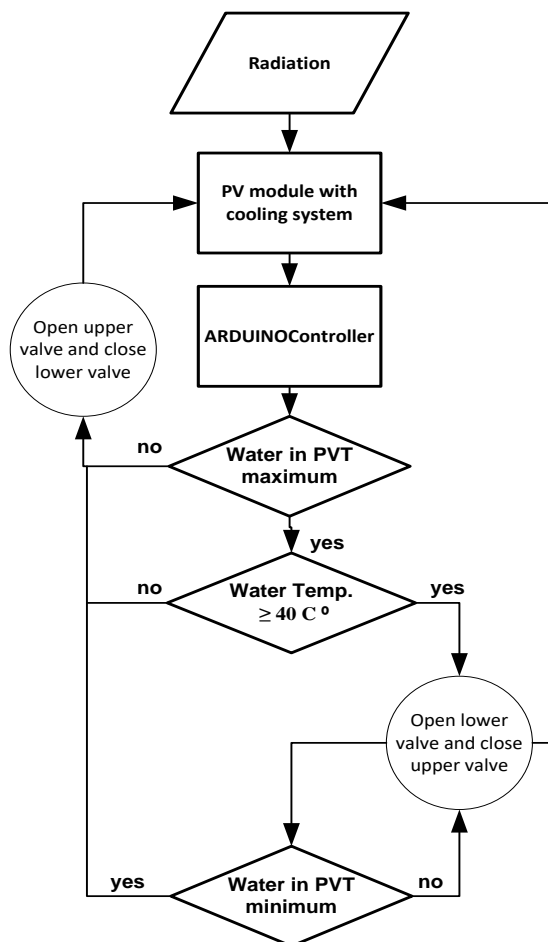 Radiation
PV module with
cooling system
Open upper
valve and close
lower valve
ARDUINOController
no
Water in PVT
maximum
yes
no
Water Temp.
≥ 40 C º
yes
Open lower
valve and close
upper valve
yes
Water in PVT
minimum
no